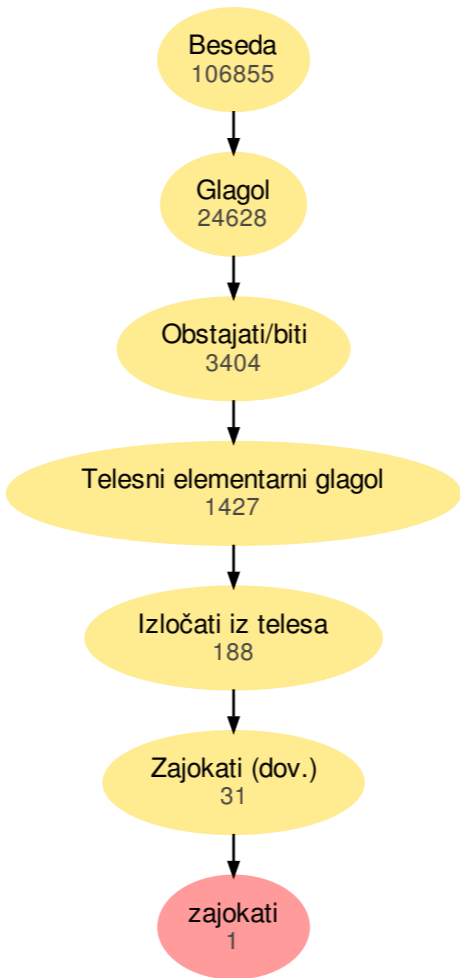 Beseda
106855
Glagol
24628
Obstajati/biti
3404
Telesni elementarni glagol
1427
Izločati iz telesa
188
Zajokati (dov.)
31
zajokati
1